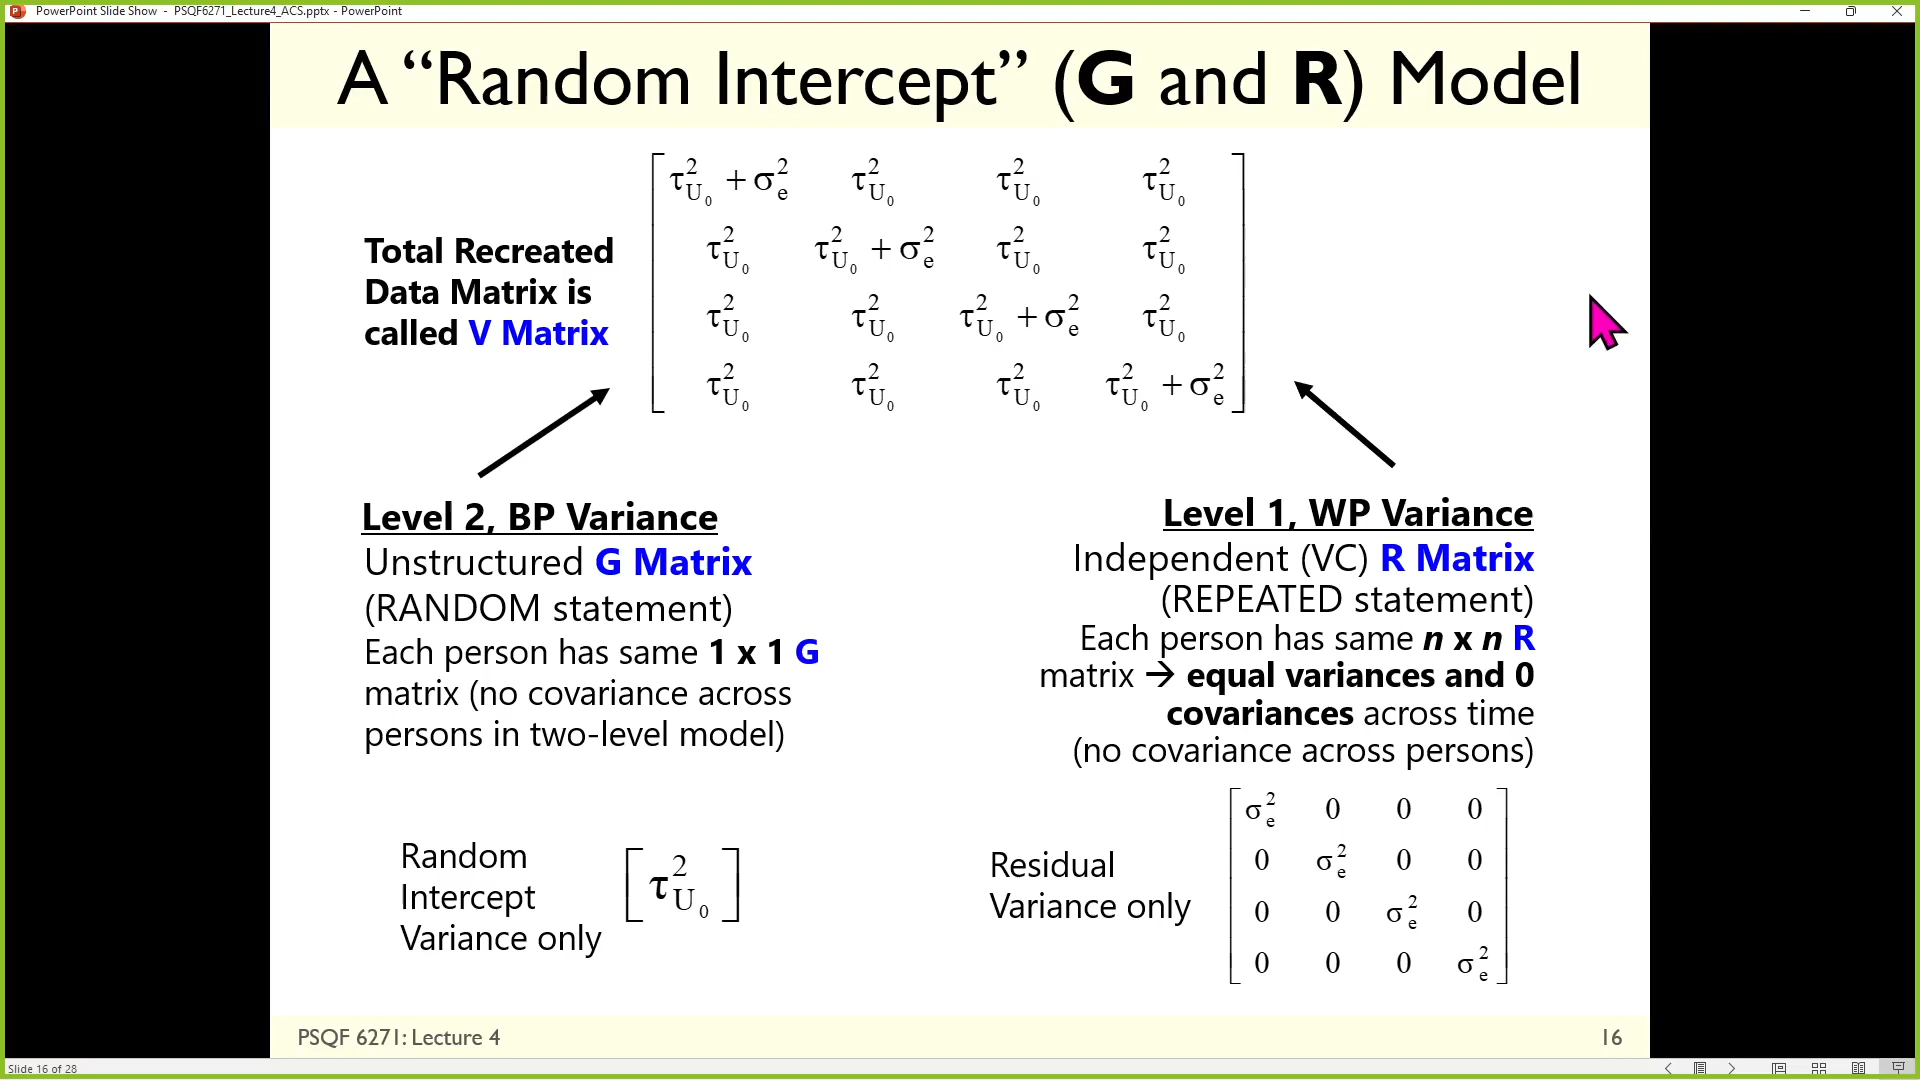 PowerPoint Slide Show - PSQF6271_Lecture4_ACS.pptx - PowerPoint
A “Random Intercept” (G and R) Model
Total Recreated
Data Matrix is
called V Matrix
τ²U₀ + σ²e τ²U₀ τ²U₀ τ²U₀
τ²U₀ τ²U₀ + σ²e τ²U₀ τ²U₀
τ²U₀ τ²U₀ τ²U₀ + σ²e τ²U₀
τ²U₀ τ²U₀ τ²U₀ τ²U₀ + σ²e
Level 2, BP Variance
Unstructured G Matrix
(RANDOM statement)
Each person has same 1 x 1 G
matrix (no covariance across
persons in two-level model)
Random
Intercept
Variance only
τ²U₀
Level 1, WP Variance
Independent (VC) R Matrix
(REPEATED statement)
Each person has same n x n R
matrix → equal variances and 0
covariances across time
(no covariance across persons)
Residual
Variance only
σ²e 0 0 0
0 σ²e 0 0
0 0 σ²e 0
0 0 0 σ²e
PSQF 6271: Lecture 4
16
Slide 16 of 28